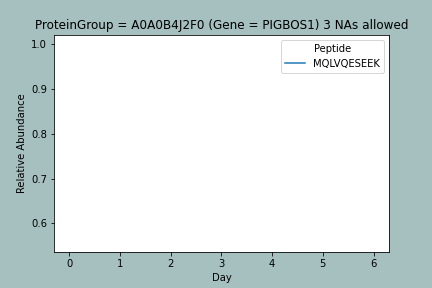 ProteinGroup = A0A0B4J2F0 (Gene = PIGBOS1) 3 NAs allowed
Peptide
MQLVQESEEK
1.0
0.9
0.8
0.7
0.6
Relative Abundance
0 1 2 3 4 5 6
Day